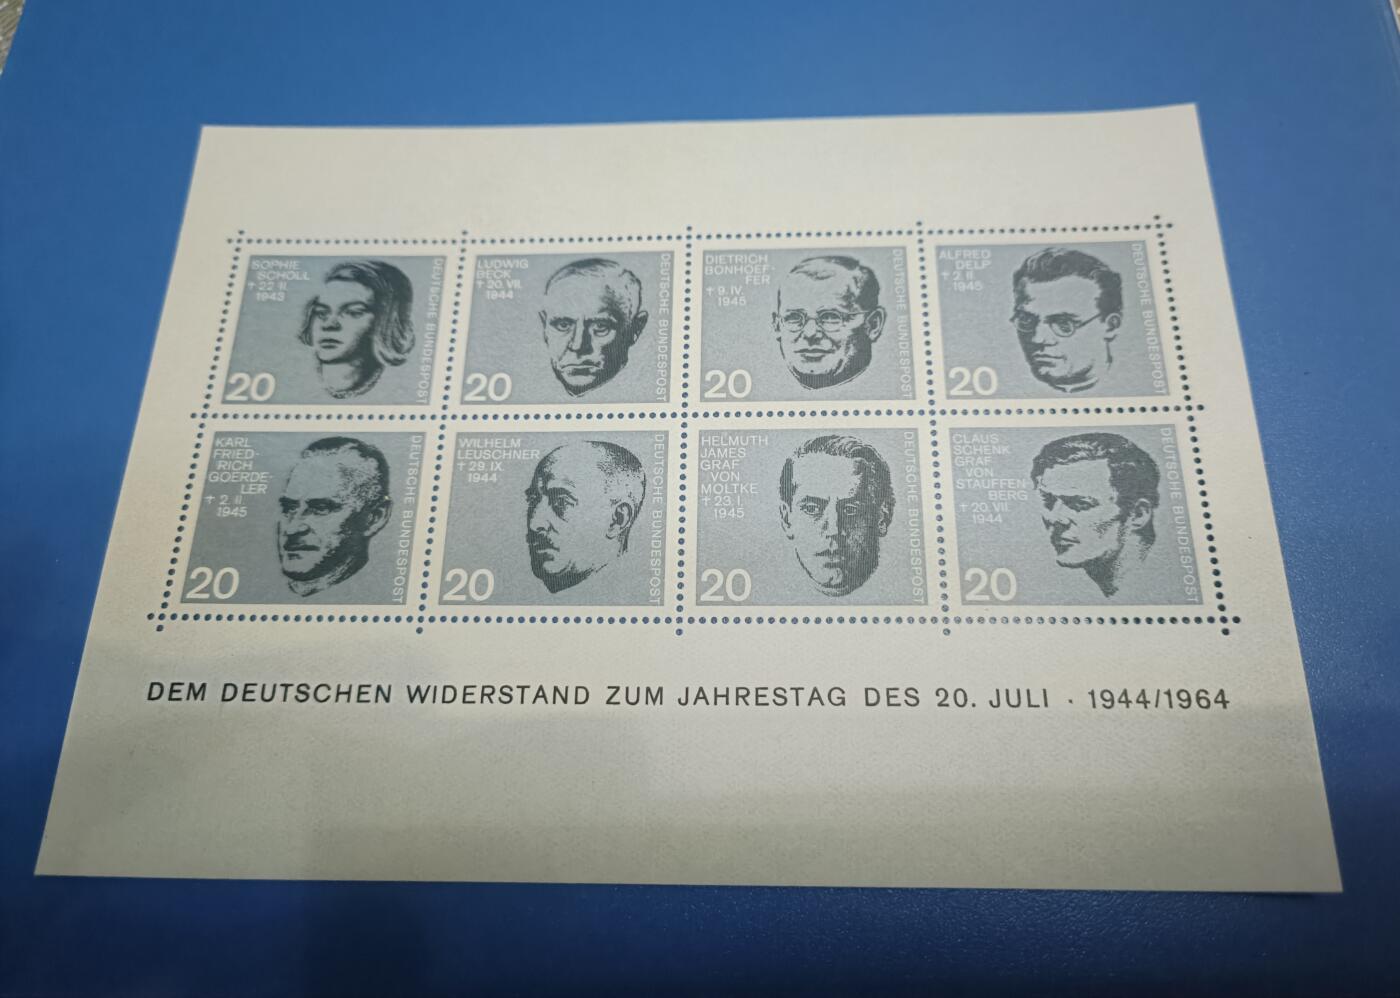 SOPHIE
SCHOLL
† 22. II.
1943
DEUTSCHE BUNDESPOST
20
LUDWIG
BECK
† 20. VII.
1944
DEUTSCHE BUNDESPOST
20
DIETRICH
BONHOEF-
FER
† 9. IV.
1945
DEUTSCHE BUNDESPOST
20
ALFRED
DELP
† 2. II.
1945
DEUTSCHE BUNDESPOST
20
KARL
FRIED-
RICH
GOERDE-
LER
† 2. II.
1945
DEUTSCHE BUNDESPOST
20
WILHELM
LEUSCHNER
† 29. IX.
1944
DEUTSCHE BUNDESPOST
20
HELMUTH
JAMES
GRAF
VON
MOLTKE
† 23. I.
1945
DEUTSCHE BUNDESPOST
20
CLAUS
SCHENK
GRAF
VON
STAUFFEN
BERG
† 20. VII.
1944
DEUTSCHE BUNDESPOST
20
DEM DEUTSCHEN WIDERSTAND ZUM JAHRESTAG DES 20. JULI · 1944/1964